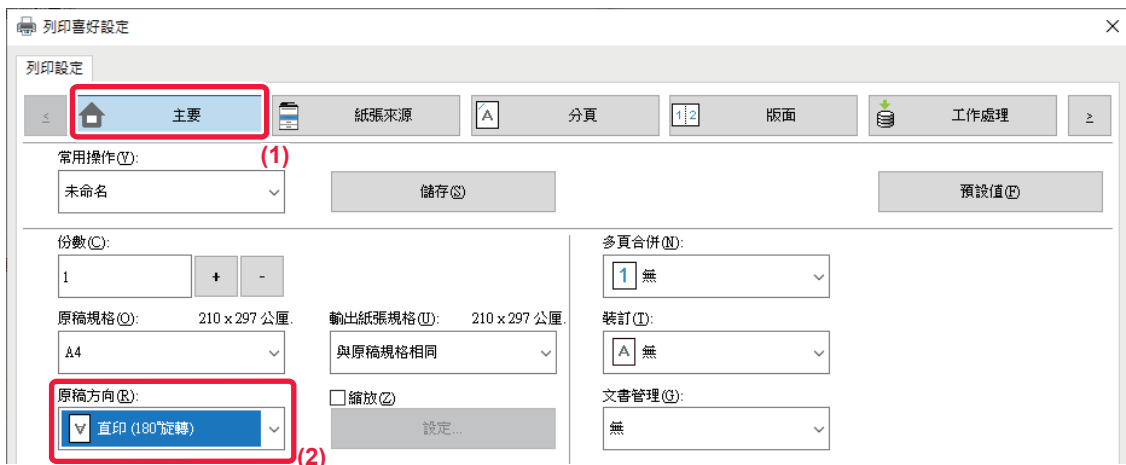 列印喜好設定
列印設定
≤ 主要 紙張來源 A 分頁 1 2 版面 工作處理 ≥
(1)
常用操作(V):
未命名 儲存(S) 預設值(F)
份數(C): 多頁合併(N):
1 + - 1 無
原稿規格(O): 210 x 297 公厘. 輸出紙張規格(U): 210 x 297 公厘. 裝訂(T):
A4 與原稿規格相同 A 無
原稿方向(R): 縮放(Z) 文書管理(G):
A 直印 (180°旋轉) 設定... 無
(2)